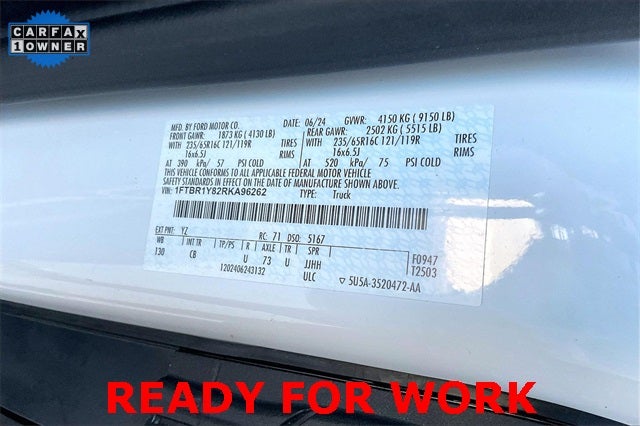 CARFAX
1 OWNER
MFD. BY FORD MOTOR CO. DATE: 06/24 GVWR: 4150 KG ( 9150 LB)
FRONT GAWR: 1873 KG ( 4130 LB) REAR GAWR: 2502 KG ( 5515 LB)
WITH 235/65R16C 121/119R TIRES WITH 235/65R16C 121/119R TIRES
16x6.5J RIMS 16x6.5J RIMS
AT 390 kPa/ 57 PSI COLD AT 520 kPa/ 75 PSI COLD
THIS VEHICLE CONFORMS TO ALL APPLICABLE FEDERAL MOTOR VEHICLE
SAFETY STANDARDS IN EFFECT ON THE DATE OF MANUFACTURE SHOWN ABOVE.
VIN: 1FTBR1Y82RKA96262 TYPE: Truck
EXT PNT: YZ RC: 71 DSO: 5167
WB INT TR TP/PS R AXLE TR SPR F0947
130 CB U 73 U JJHH T2503
1202406243132 ULC 5U5A-3520472-AA
READY FOR WORK